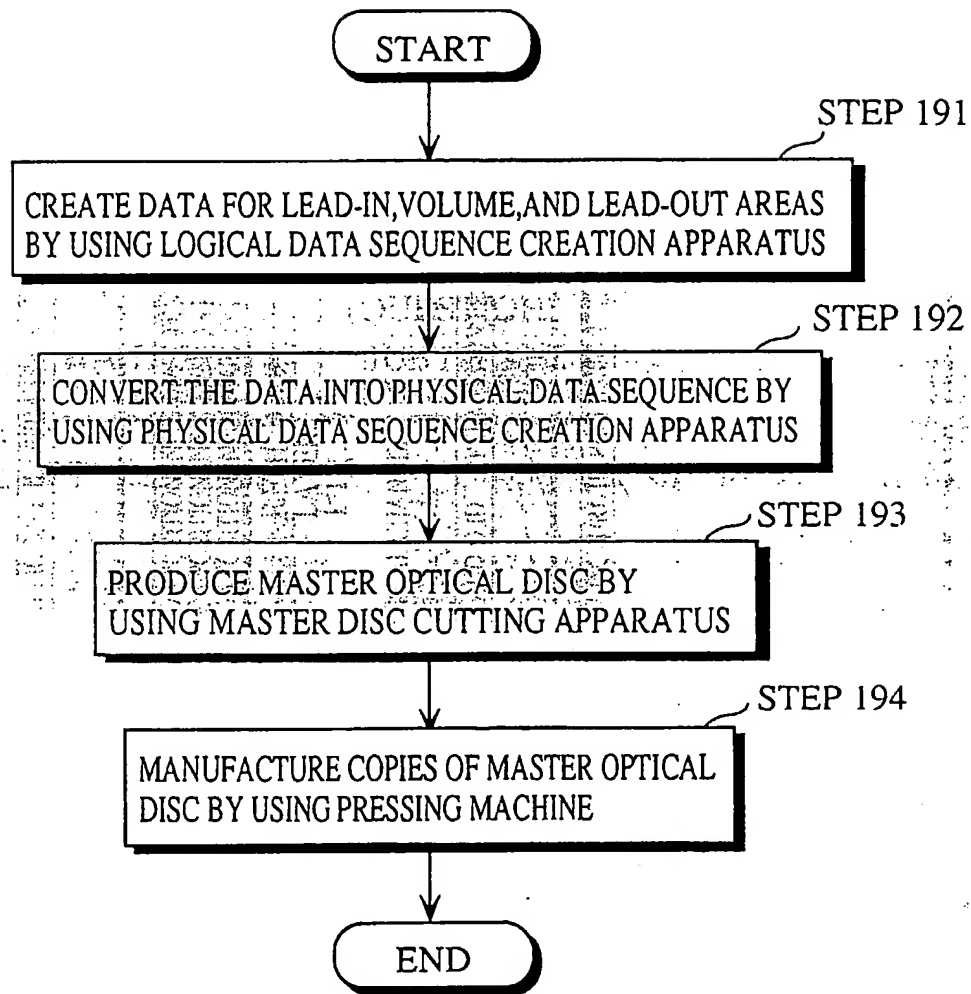 START
STEP 191
CREATE DATA FOR LEAD-IN,VOLUME,AND LEAD-OUT AREAS
BY USING LOGICAL DATA SEQUENCE CREATION APPARATUS
STEP 192
CONVERT THE DATA INTO PHYSICAL DATA SEQUENCE BY
USING PHYSICAL DATA SEQUENCE CREATION APPARATUS
STEP 193
PRODUCE MASTER OPTICAL DISC BY
USING MASTER DISC CUTTING APPARATUS
STEP 194
MANUFACTURE COPIES OF MASTER OPTICAL
DISC BY USING PRESSING MACHINE
END